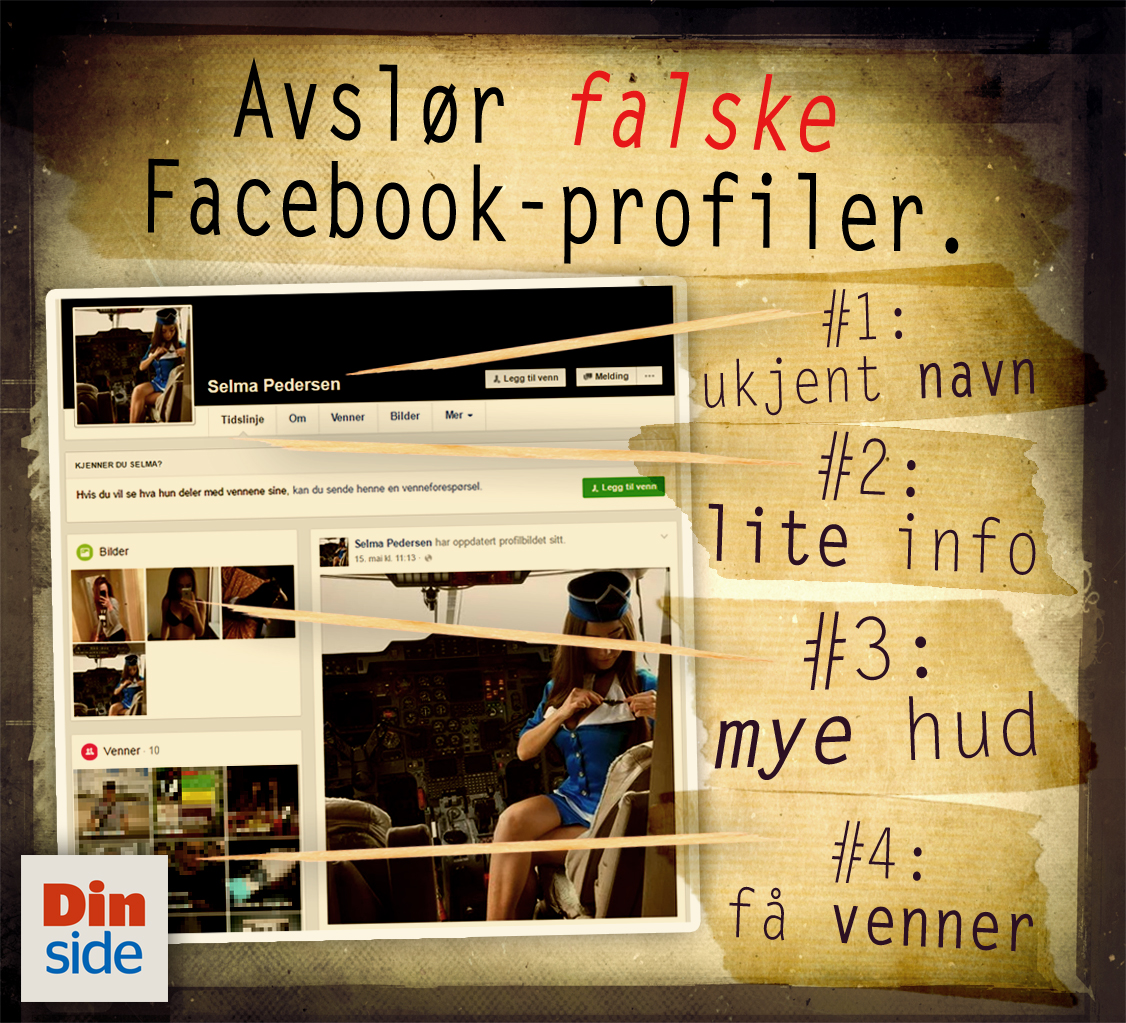 Avslør falske
Facebook-profiler.
#1:
ukjent navn
#2:
lite info
#3:
mye hud
#4:
få venner
Selma Pedersen
Legg til venn
Melding
...
Tidslinje
Om
Venner
Bilder
Mer
KJENNER DU SELMA?
Hvis du vil se hva hun deler med vennene sine, kan du sende henne en venneforespørsel.
Legg til venn
Bilder
Selma Pedersen har oppdatert profilbildet sitt.
15. mai kl. 11:13 ·
Venner · 10
Din
side